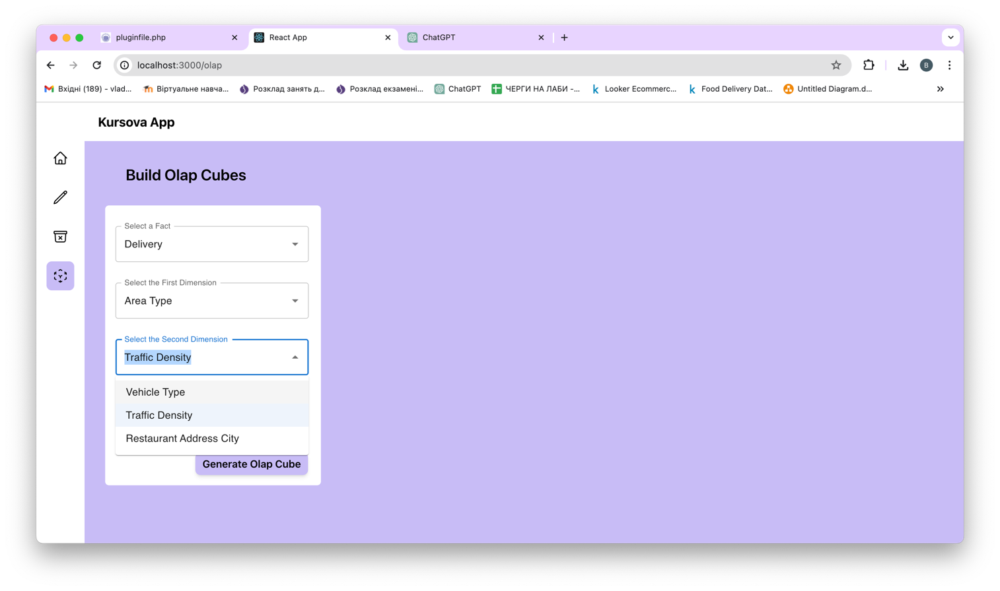 pluginfile.php
React App
ChatGPT
localhost:3000/olap
B
Вхідні (189) - vlad...
Віртуальне навча...
Розклад занять д...
Розклад екзамені...
ChatGPT
ЧЕРГИ НА ЛАБИ -...
Looker Ecommerc...
Food Delivery Dat...
Untitled Diagram.d...
Kursova App
Build Olap Cubes
Select a Fact
Delivery
Select the First Dimension
Area Type
Select the Second Dimension
Traffic Density
Vehicle Type
Traffic Density
Restaurant Address City
Generate Olap Cube